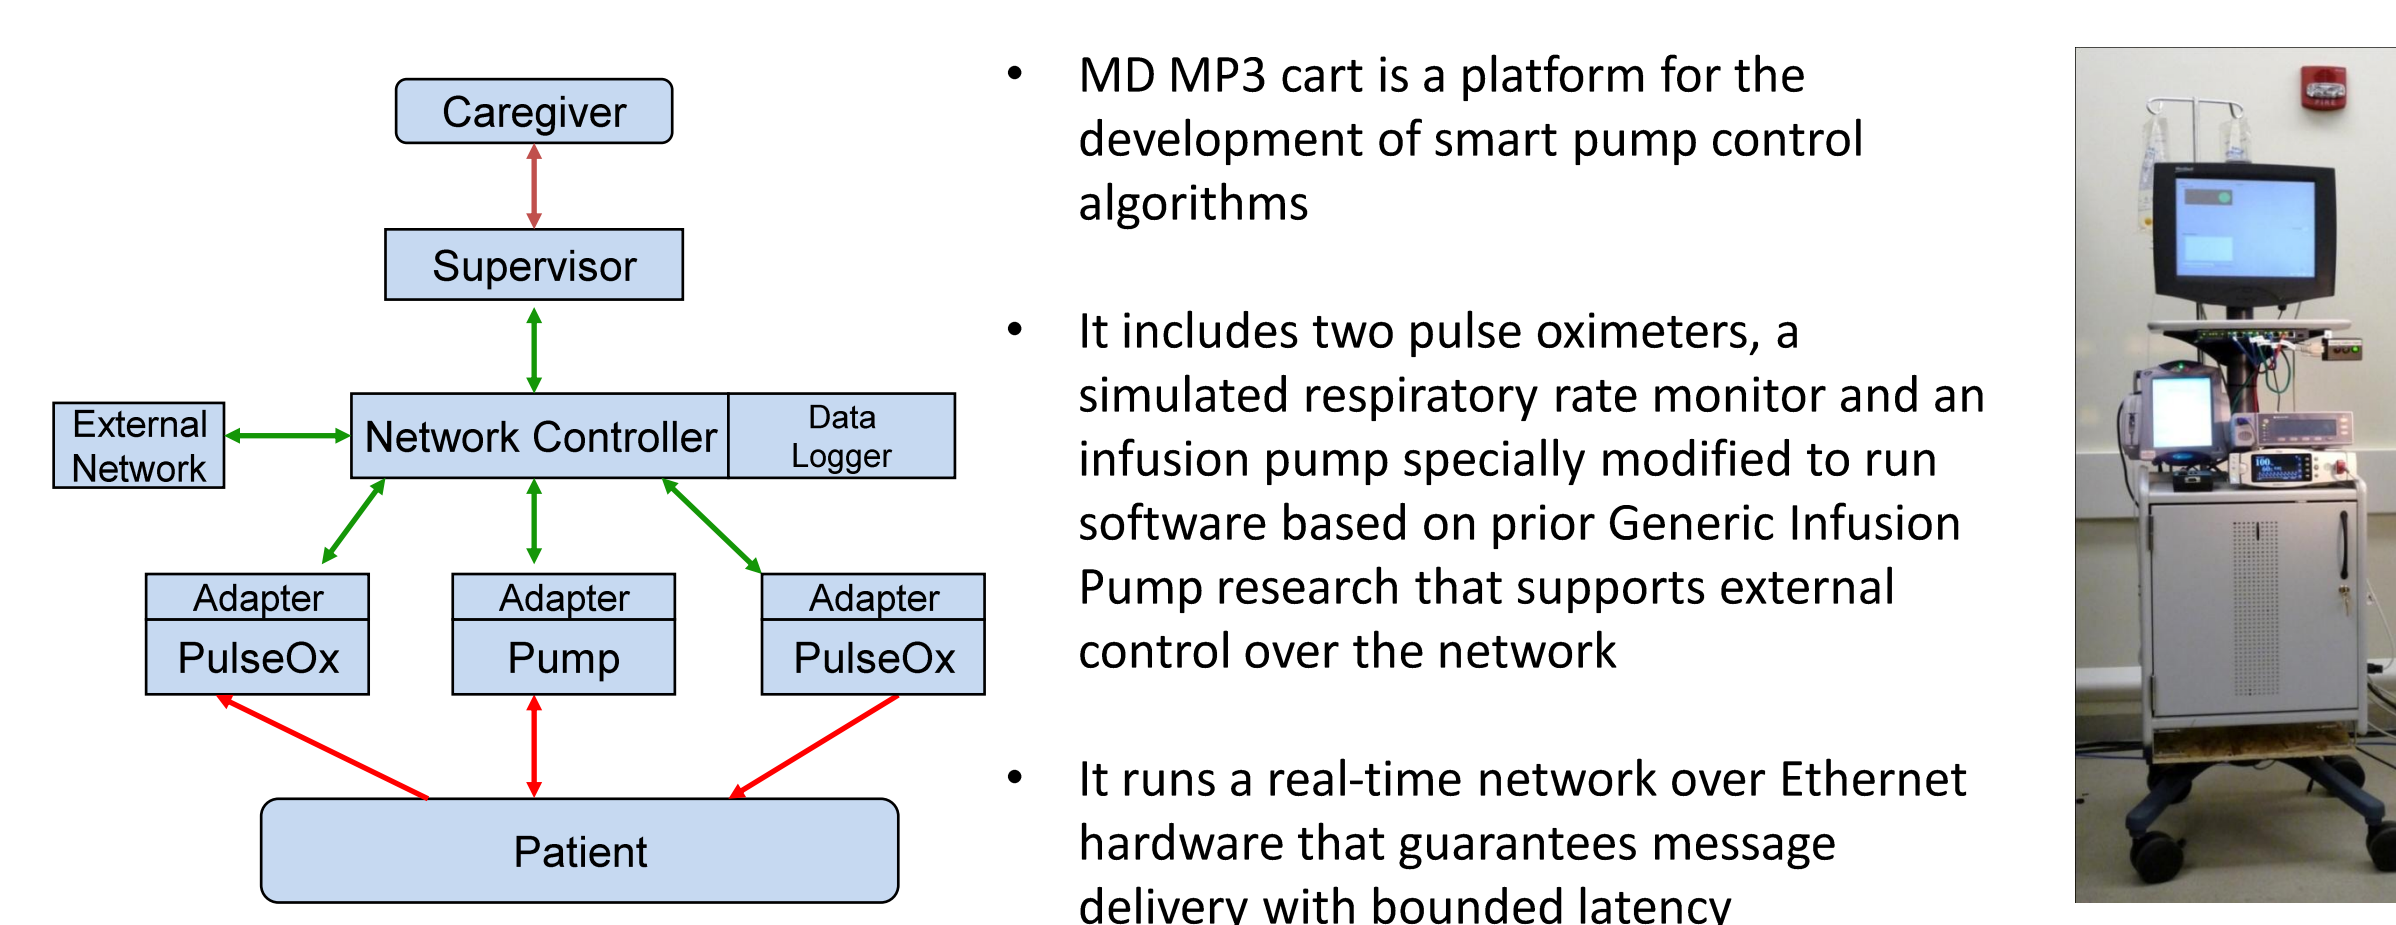 Caregiver
Supervisor
External
Network
Network Controller
Data
Logger
Adapter
PulseOx
Adapter
Pump
Adapter
PulseOx
Patient
• MD MP3 cart is a platform for the
development of smart pump control
algorithms
• It includes two pulse oximeters, a
simulated respiratory rate monitor and an
infusion pump specially modified to run
software based on prior Generic Infusion
Pump research that supports external
control over the network
• It runs a real-time network over Ethernet
hardware that guarantees message
delivery with bounded latency
FIRE
100